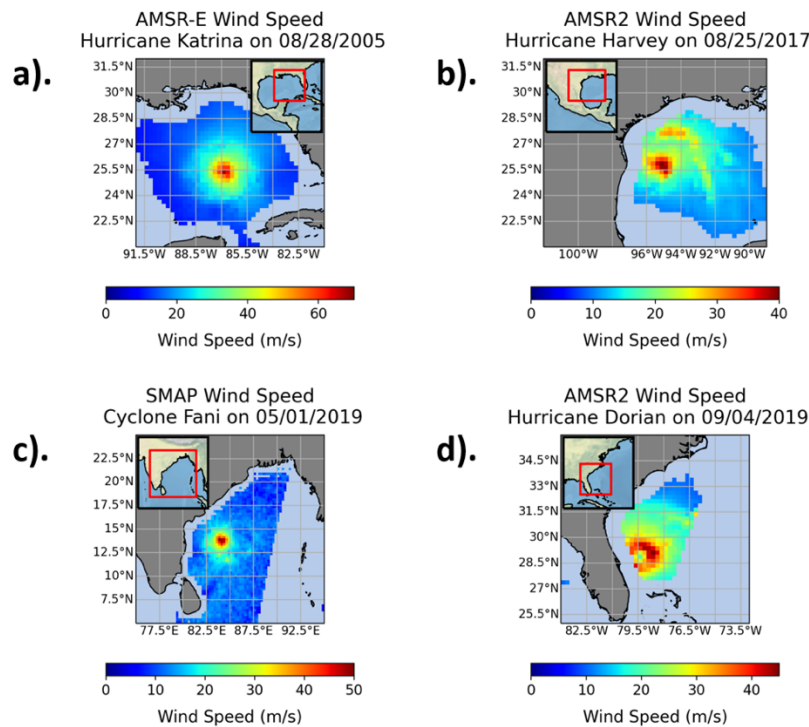 AMSR-E Wind Speed
Hurricane Katrina on 08/28/2005
a).
31.5°N
30°N
28.5°N
27°N
25.5°N
24°N
22.5°N
91.5°W 88.5°W 85.5°W 82.5°W
0 20 40 60
Wind Speed (m/s)
AMSR2 Wind Speed
Hurricane Harvey on 08/25/2017
b).
31.5°N
30°N
28.5°N
27°N
25.5°N
24°N
22.5°N
100°W 96°W 94°W 92°W 90°W
0 10 20 30 40
Wind Speed (m/s)
SMAP Wind Speed
Cyclone Fani on 05/01/2019
c).
22.5°N
20°N
17.5°N
15°N
12.5°N
10°N
7.5°N
77.5°E 82.5°E 87.5°E 92.5°E
0 10 20 30 40 50
Wind Speed (m/s)
AMSR2 Wind Speed
Hurricane Dorian on 09/04/2019
d).
34.5°N
33°N
31.5°N
30°N
28.5°N
27°N
25.5°N
82.5°W 79.5°W 76.5°W 73.5°W
0 10 20 30 40
Wind Speed (m/s)